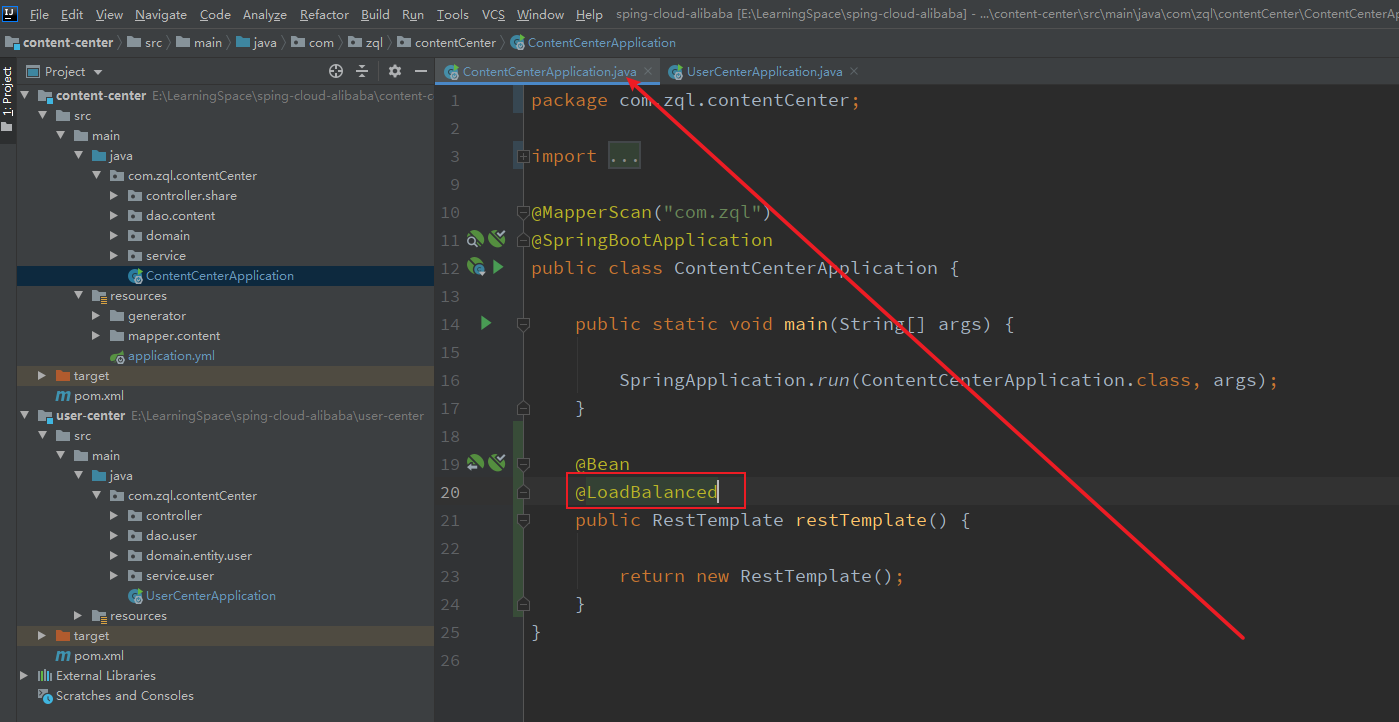 File Edit View Navigate Code Analyze Refactor Build Run Tools VCS Window Help sping-cloud-alibaba [E:\LearningSpace\sping-cloud-alibaba] - ...\content-center\src\main\java\com\zql\contentCenter\ContentCenterAp
content-center src main java com zql contentCenter ContentCenterApplication
1: Project
Project
ContentCenterApplication.java
UserCenterApplication.java
content-center E:\LearningSpace\sping-cloud-alibaba\content-c
src
main
java
com.zql.contentCenter
controller.share
dao.content
domain
service
ContentCenterApplication
resources
generator
mapper.content
application.yml
target
pom.xml
user-center E:\LearningSpace\sping-cloud-alibaba\user-center
src
main
java
com.zql.contentCenter
controller
dao.user
domain.entity.user
service.user
UserCenterApplication
resources
target
pom.xml
External Libraries
Scratches and Consoles
1 package com.zql.contentCenter;
2
3 import ...
9
10 @MapperScan("com.zql")
11 @SpringBootApplication
12 public class ContentCenterApplication {
13
14 public static void main(String[] args) {
15
16 SpringApplication.run(ContentCenterApplication.class, args);
17 }
18
19 @Bean
20 @LoadBalanced
21 public RestTemplate restTemplate() {
22
23 return new RestTemplate();
24 }
25 }
26